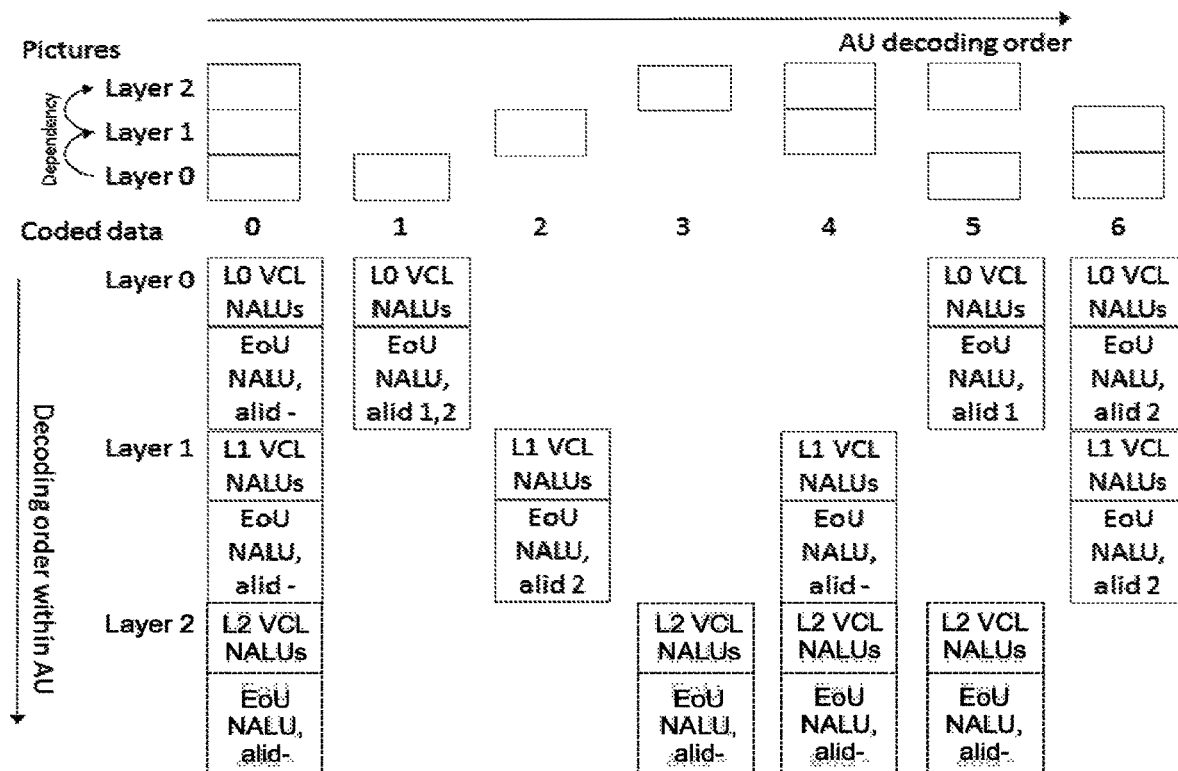 AU decoding order
Pictures
Layer 2
Layer 1
Layer 0
Dependency
Coded data
0 1 2 3 4 5 6
Decoding order within AU
Layer 0
L0 VCL
NALUs
EoU
NALU,
alid -
L0 VCL
NALUs
EoU
NALU,
alid 1,2
L0 VCL
NALUs
EoU
NALU,
alid 1
L0 VCL
NALUs
EoU
NALU,
alid 2
Layer 1
L1 VCL
NALUs
EoU
NALU,
alid -
L1 VCL
NALUs
EoU
NALU,
alid 2
L1 VCL
NALUs
EoU
NALU,
alid -
L1 VCL
NALUs
EoU
NALU,
alid 2
Layer 2
L2 VCL
NALUs
EoU
NALU,
alid-
L2 VCL
NALUs
EoU
NALU,
alid-
L2 VCL
NALUs
EoU
NALU,
alid-
L2 VCL
NALUs
EoU
NALU,
alid-